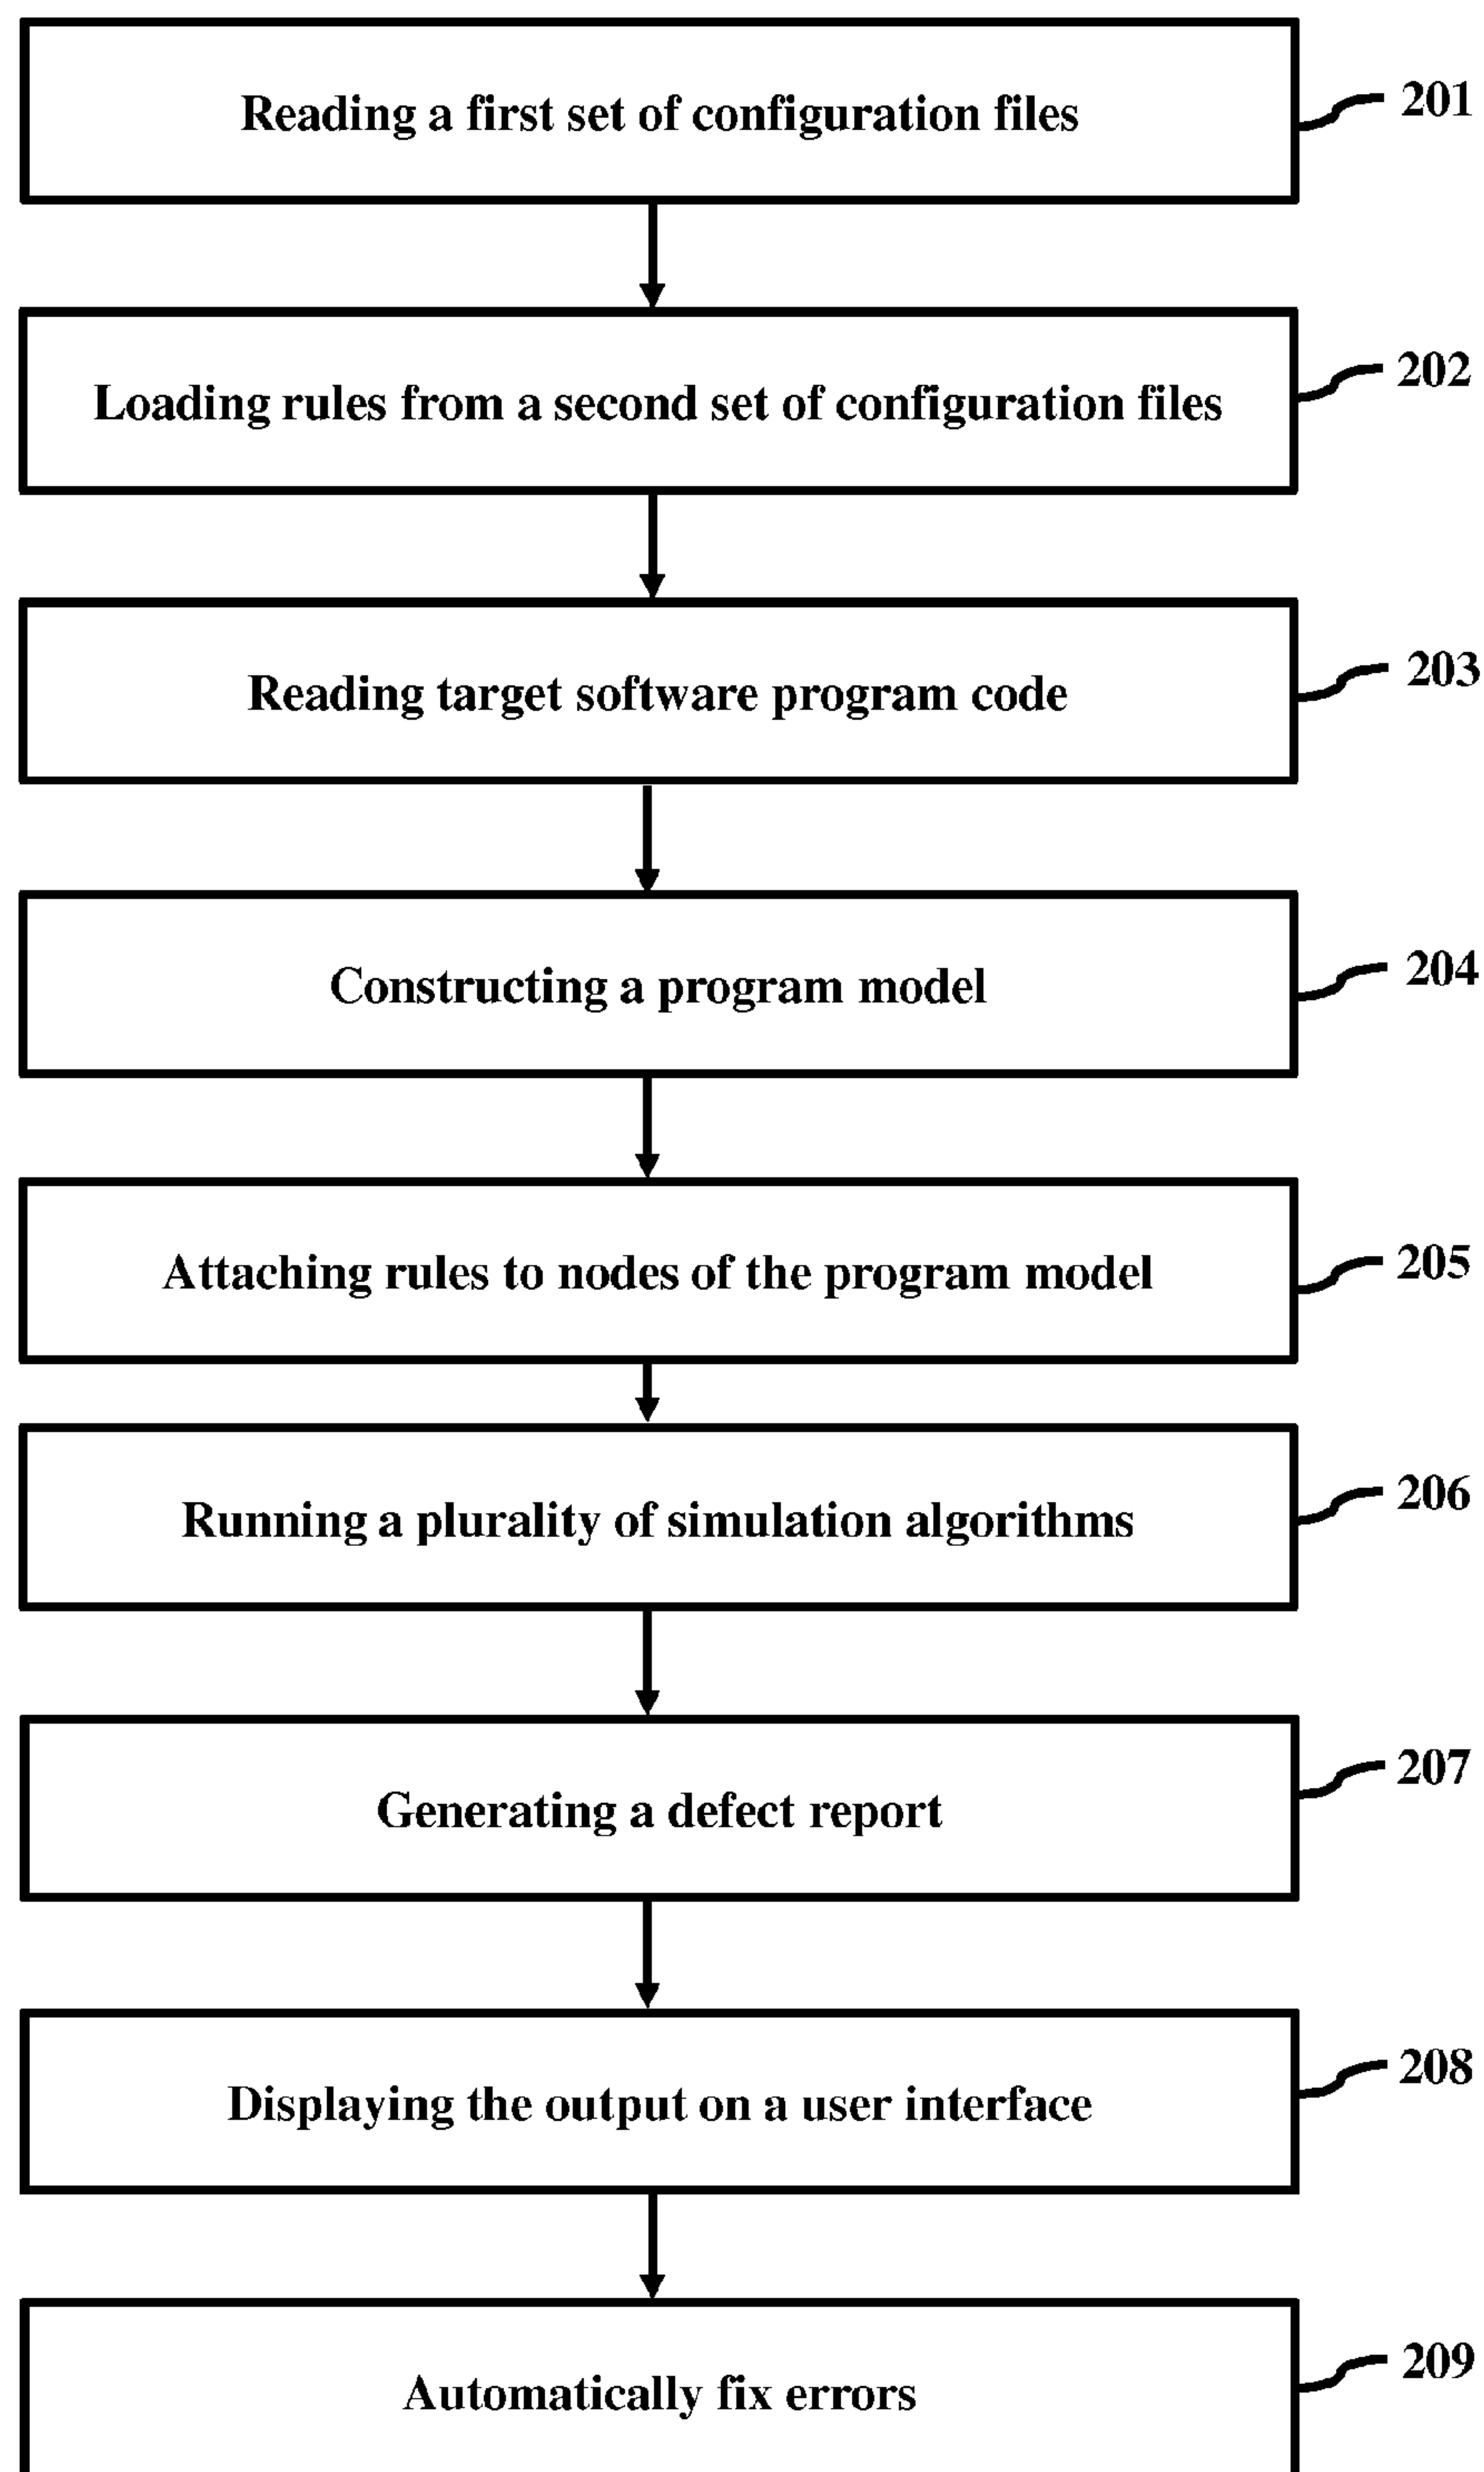 Reading a first set of configuration files
201
Loading rules from a second set of configuration files
202
Reading target software program code
203
Constructing a program model
204
Attaching rules to nodes of the program model
205
Running a plurality of simulation algorithms
206
Generating a defect report
207
Displaying the output on a user interface
208
Automatically fix errors
209